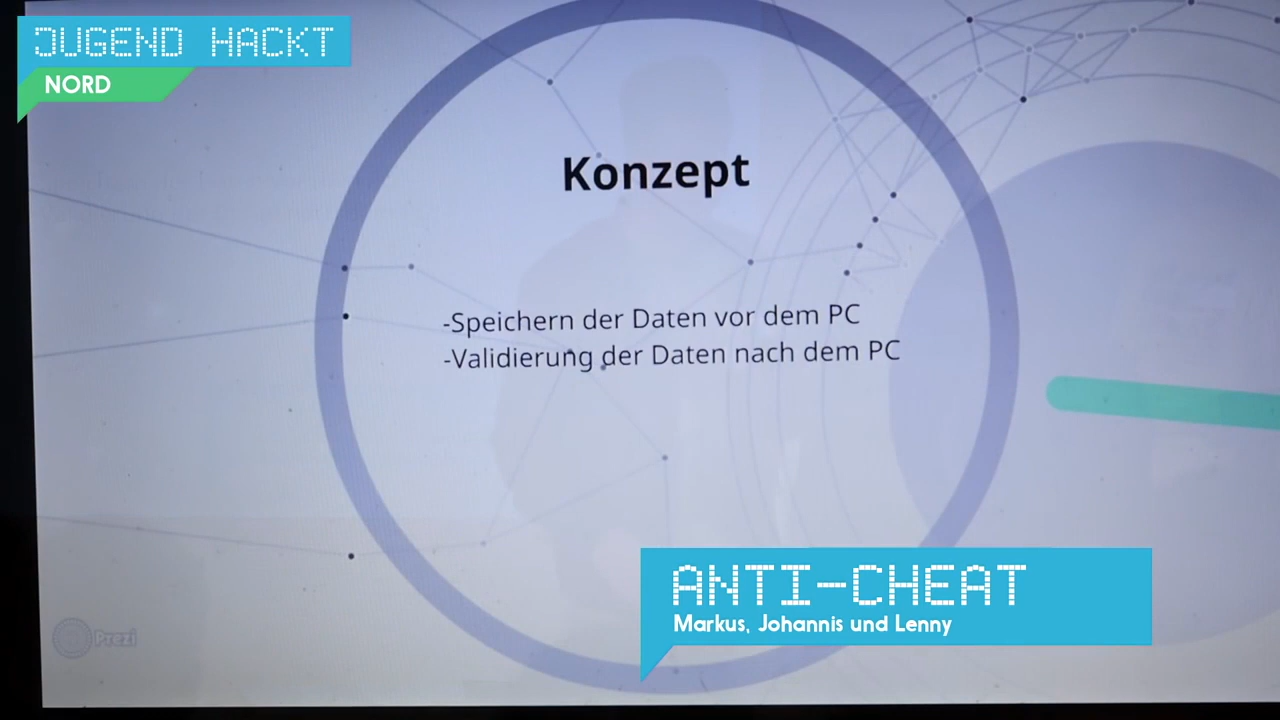 JUGEND HACKT
NORD
Konzept
-Speichern der Daten vor dem PC
-Validierung der Daten nach dem PC
ANTI-CHEAT
Markus, Johannis und Lenny
Prezi